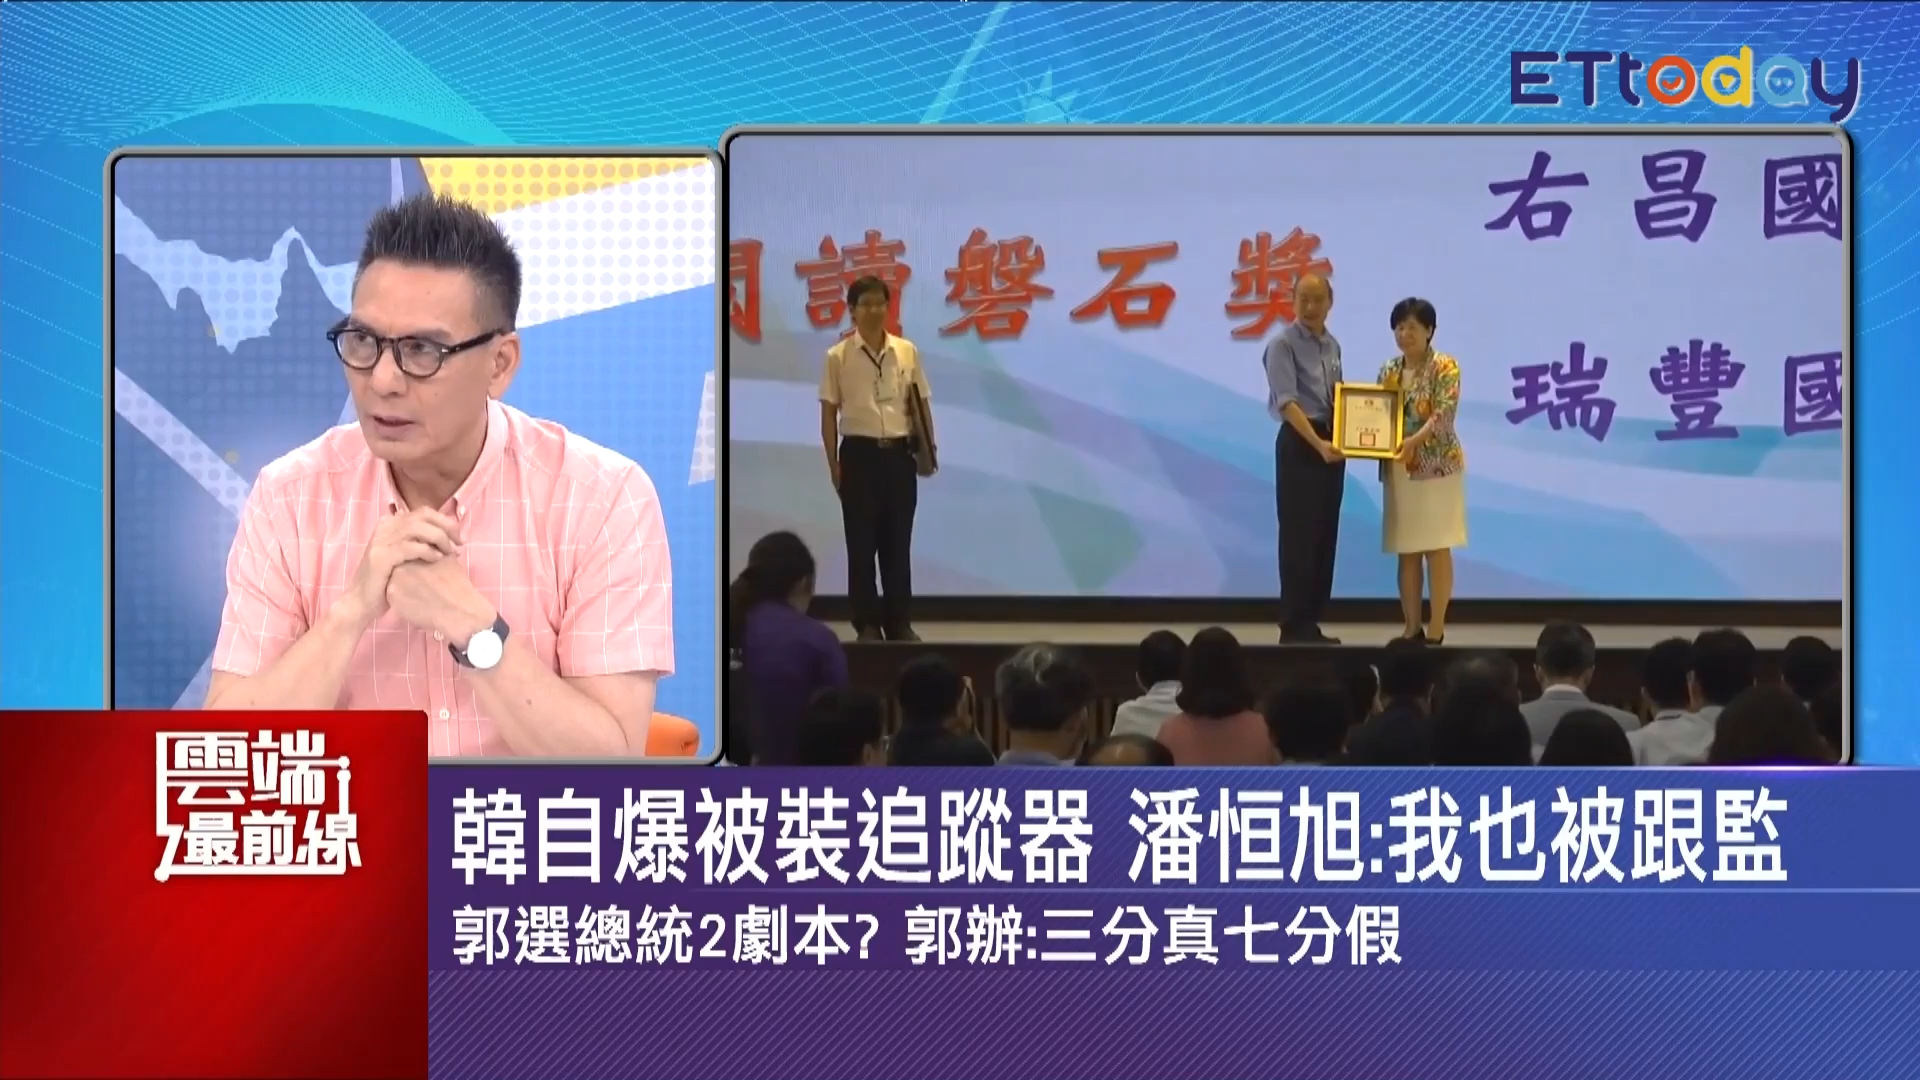 ETtoday
閱讀磐石獎
右昌國
瑞豐國
雲端
最前線
韓自爆被裝追蹤器 潘恒旭:我也被跟監
郭選總統2劇本? 郭辦:三分真七分假